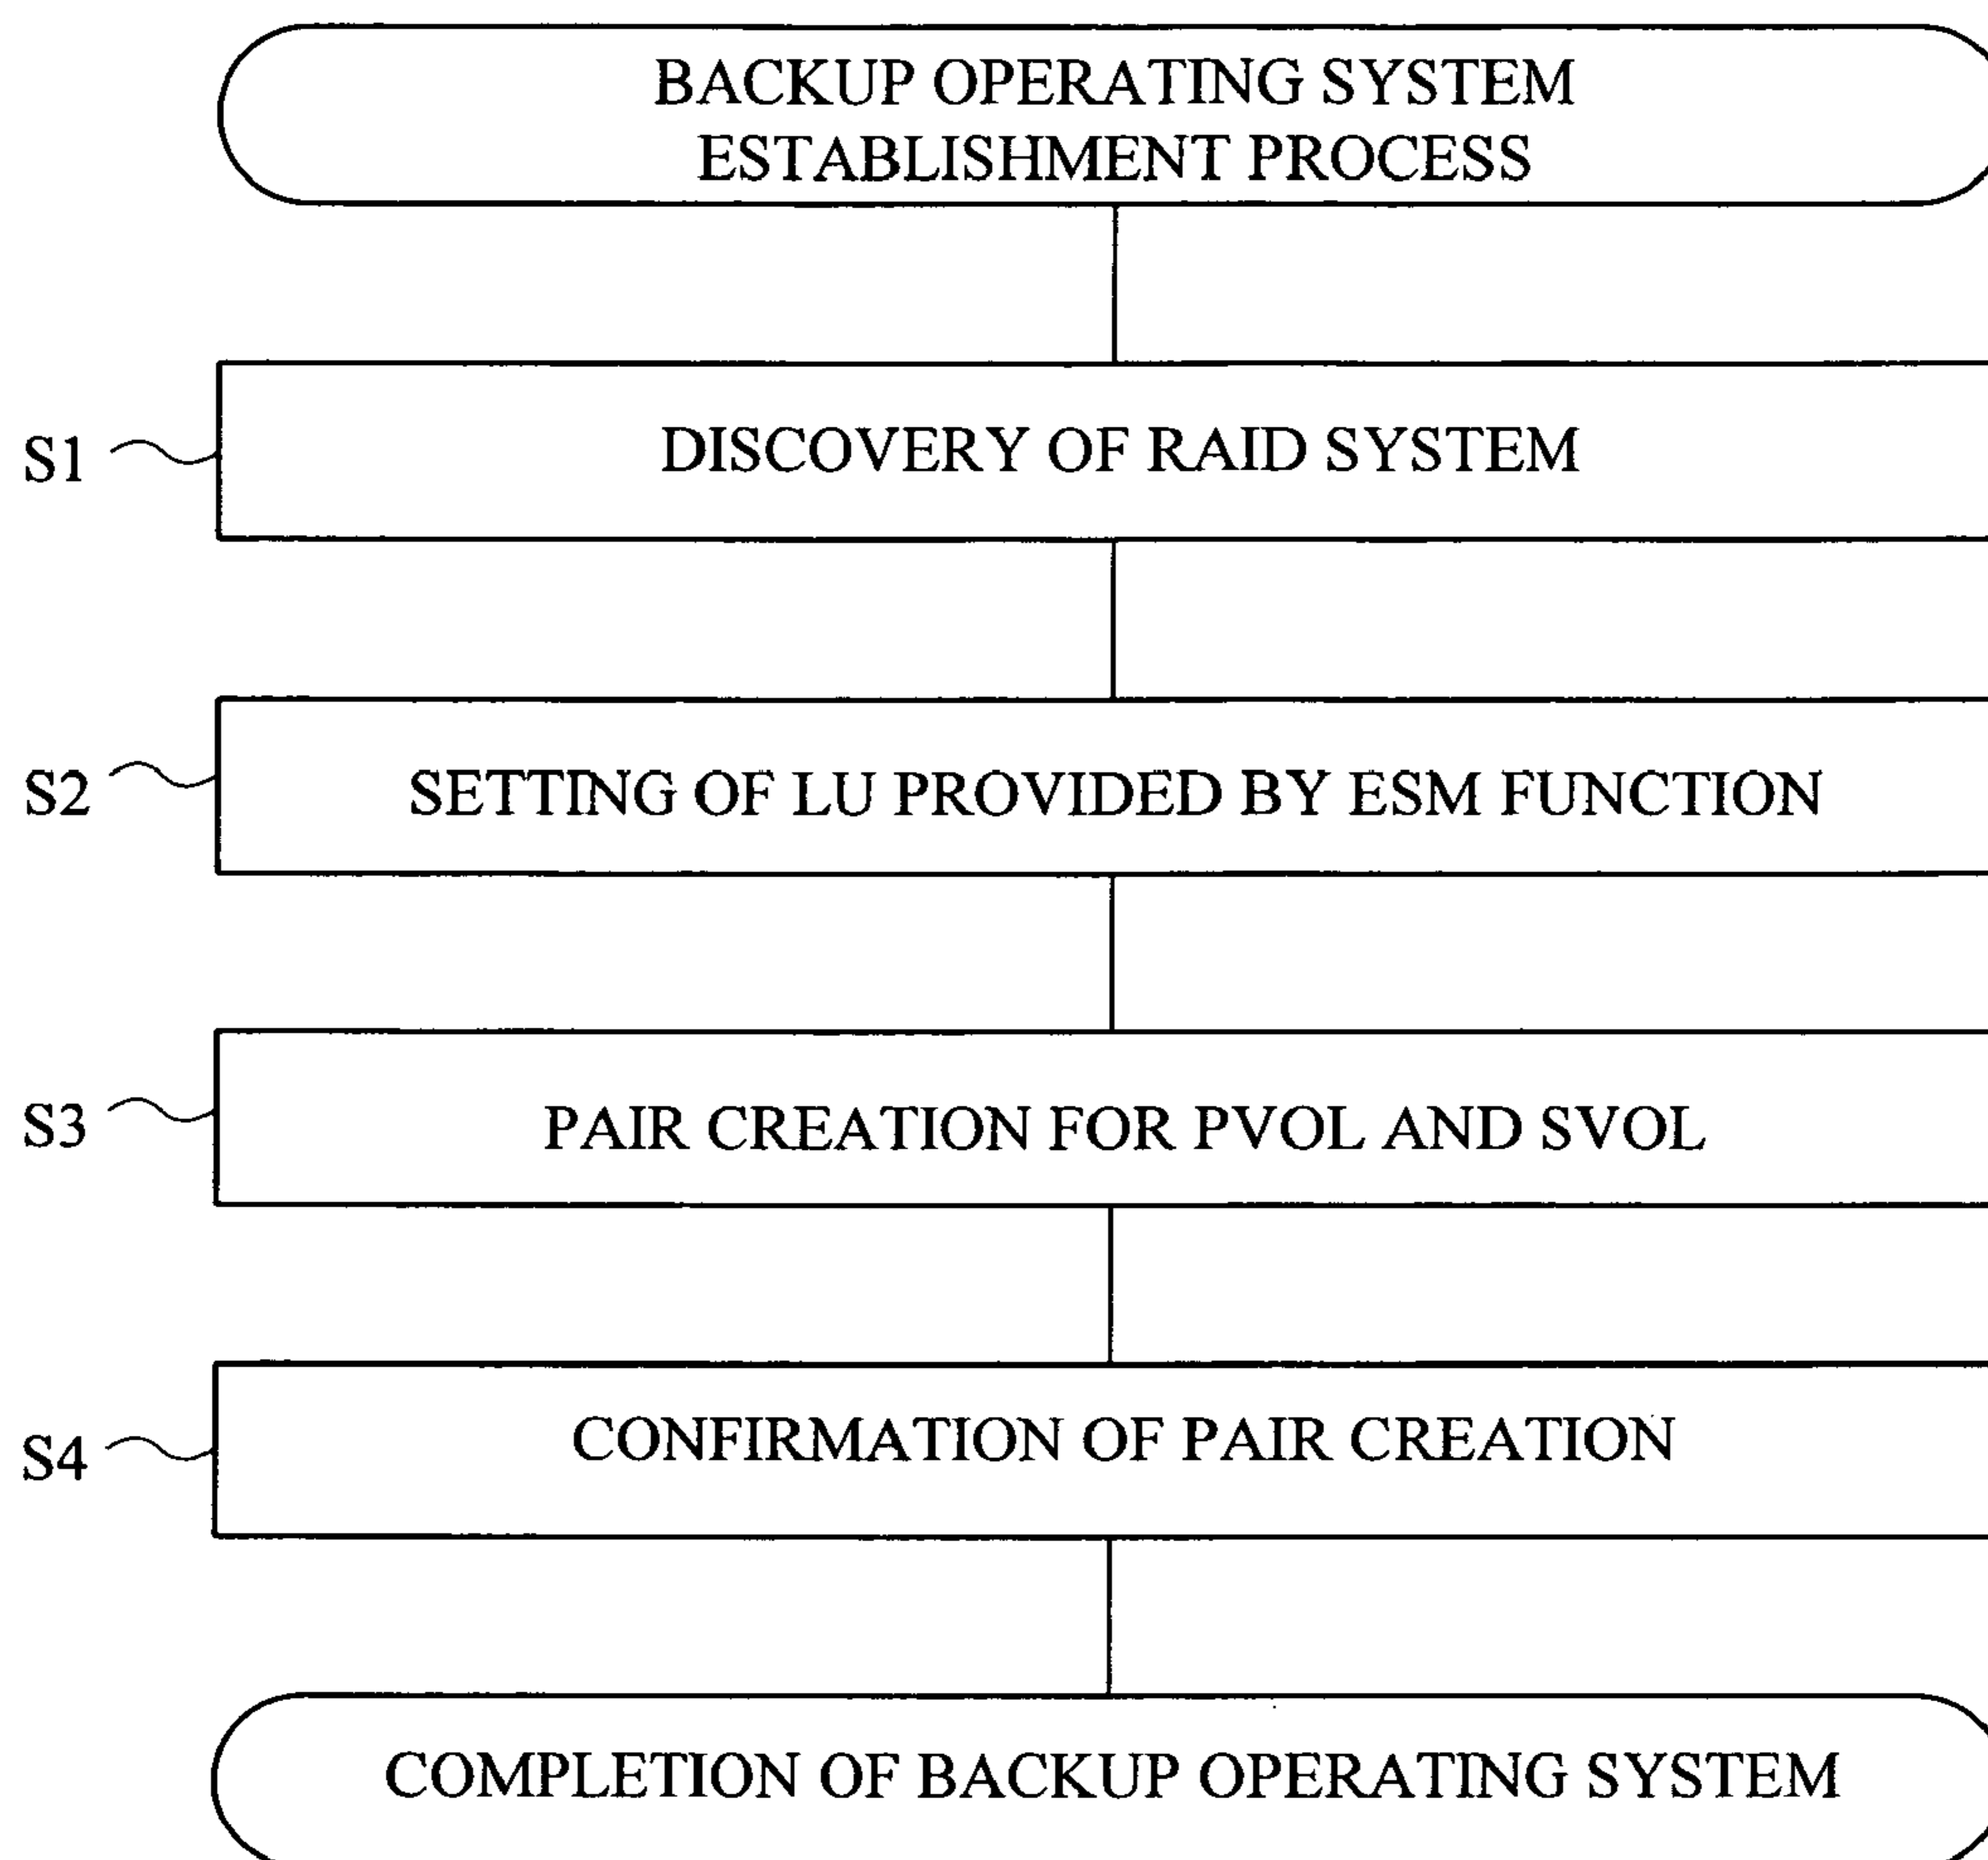 BACKUP OPERATING SYSTEM
ESTABLISHMENT PROCESS
S1
DISCOVERY OF RAID SYSTEM
S2
SETTING OF LU PROVIDED BY ESM FUNCTION
S3
PAIR CREATION FOR PVOL AND SVOL
S4
CONFIRMATION OF PAIR CREATION
COMPLETION OF BACKUP OPERATING SYSTEM